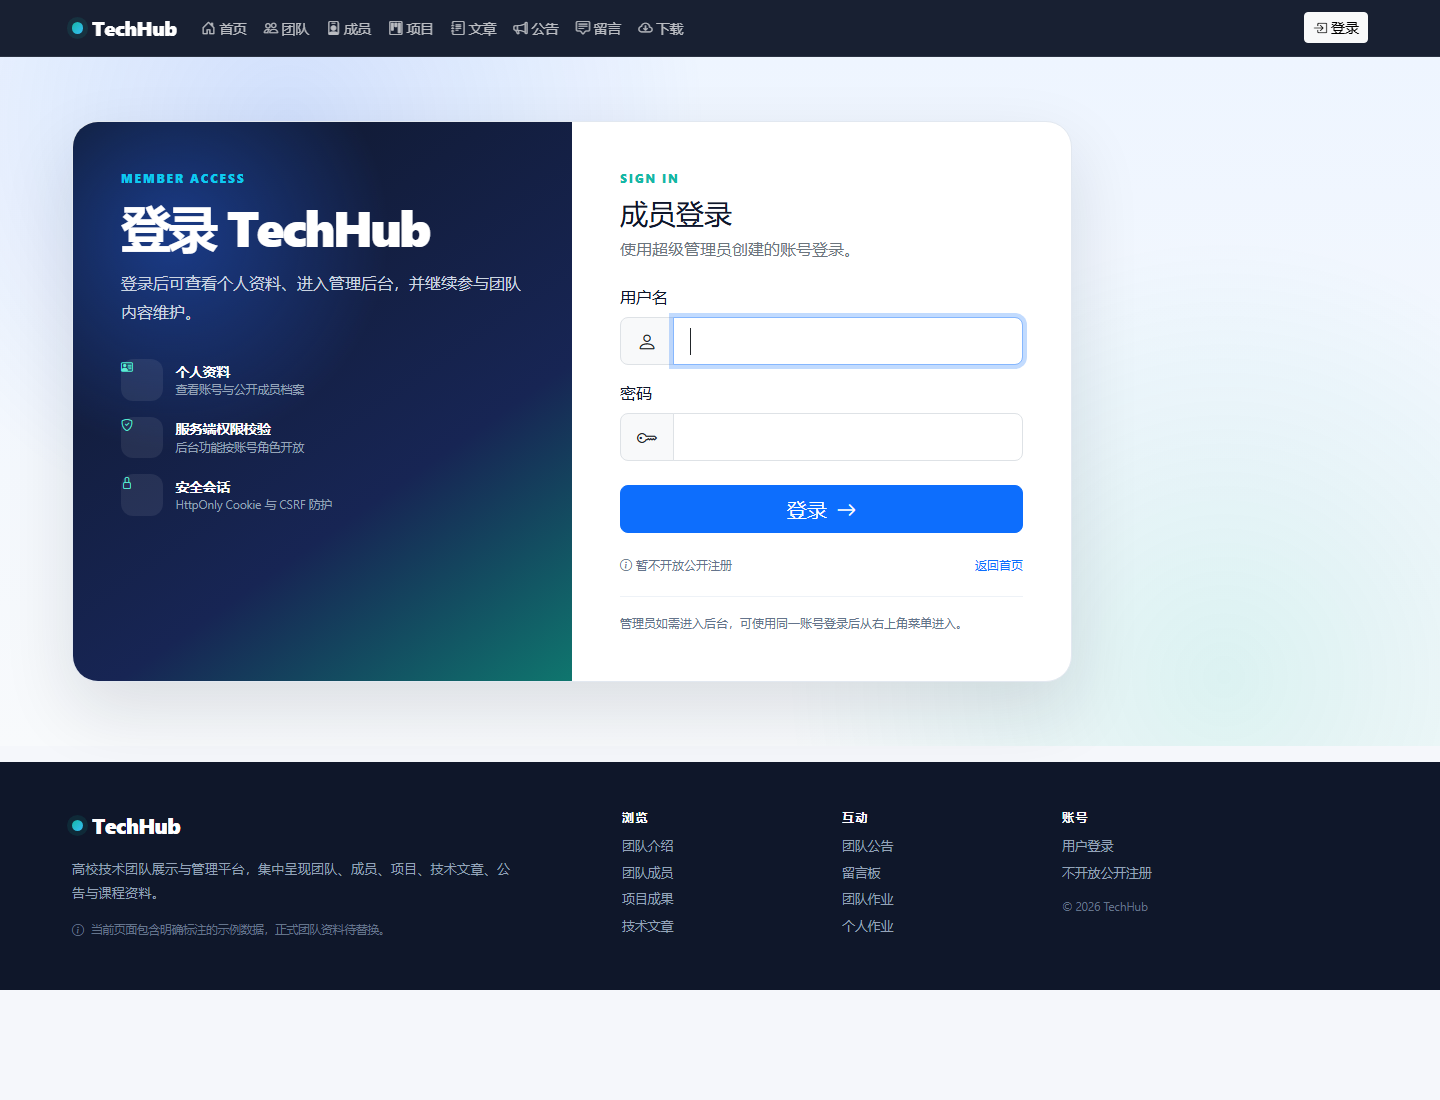 TechHub 首页 团队 成员 项目 文章 公告 留言 下载 登录
MEMBER ACCESS
登录 TechHub
登录后可查看个人资料、进入管理后台，并继续参与团队
内容维护。
个人资料
查看账号与公开成员档案
服务端权限校验
后台功能按账号角色开放
安全会话
HttpOnly Cookie 与 CSRF 防护
SIGN IN
成员登录
使用超级管理员创建的账号登录。
用户名
密码
登录 →
暂不开放公开注册 返回首页
管理员如需进入后台，可使用同一账号登录后从右上角菜单进入。
TechHub
高校技术团队展示与管理平台，集中呈现团队、成员、项目、技术文章、公
告与课程资料。
当前页面包含明确标注的示例数据，正式团队资料待替换。
浏览
团队介绍
团队成员
项目成果
技术文章
互动
团队公告
留言板
团队作业
个人作业
账号
用户登录
不开放公开注册
© 2026 TechHub